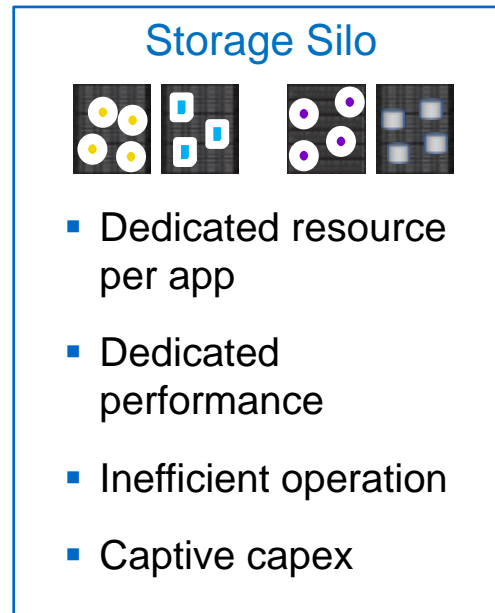 Storage Silo
▪ Dedicated resource
per app
▪ Dedicated
performance
▪ Inefficient operation
▪ Captive capex